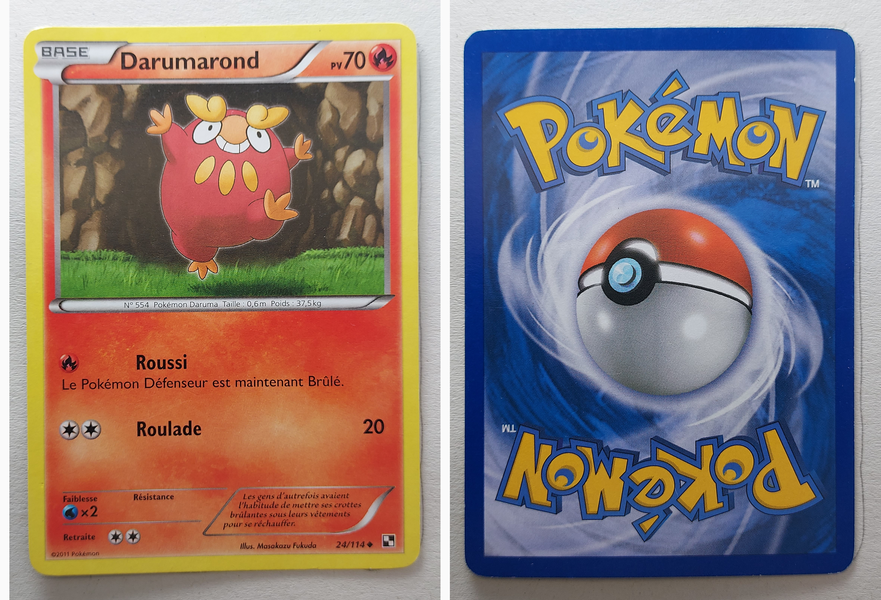 BASE Darumarond PV 70
N° 554 Pokémon Daruma Taille : 0,6m Poids : 37,5kg
Roussi
Le Pokémon Défenseur est maintenant Brûlé.
Roulade 20
Faiblesse Résistance
×2
Les gens d'autrefois avaient
l'habitude de mettre ses crottes
brûlantes sous leurs vêtements
pour se réchauffer.
Retraite
Illus. Masakazu Fukuda 24/114
©2011 Pokémon
POKéMON
TM
TM
POKéMON